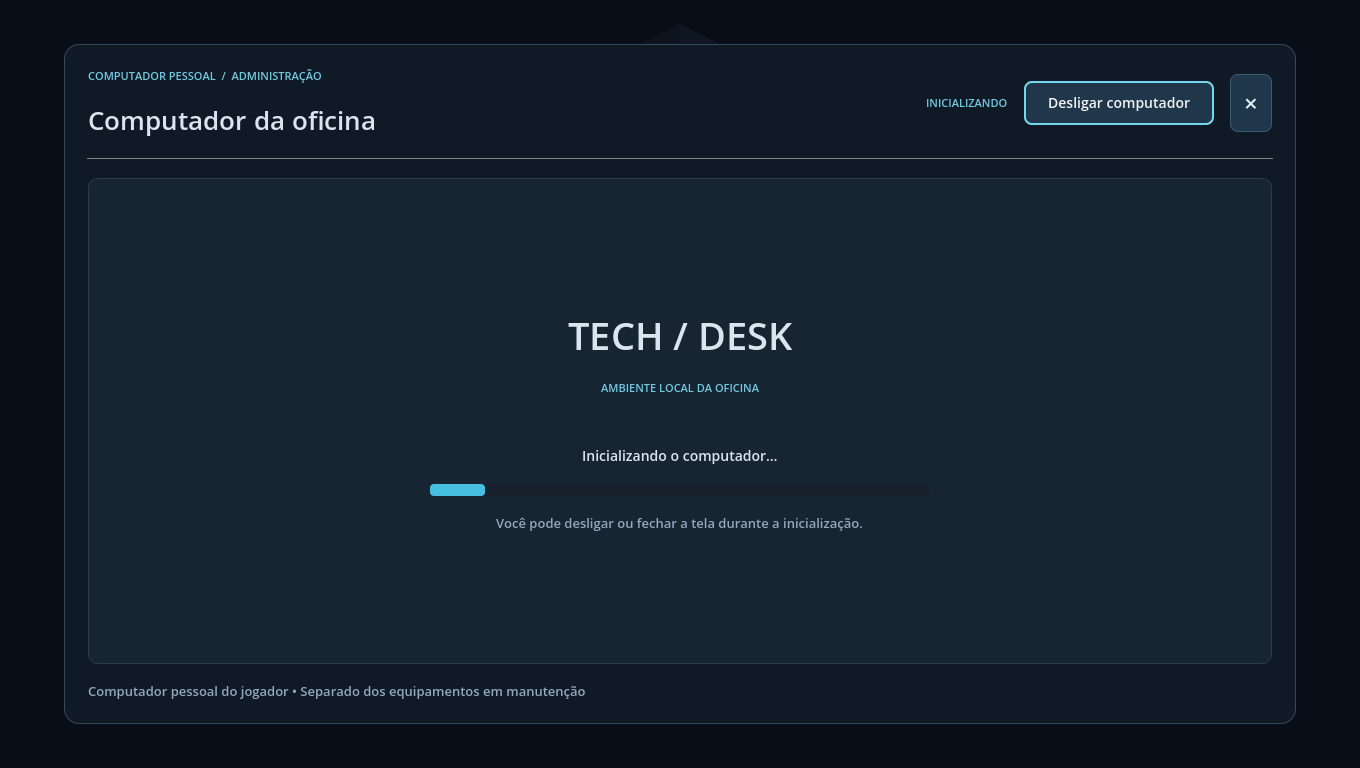 COMPUTADOR PESSOAL / ADMINISTRAÇÃO
Computador da oficina
INICIALIZANDO
Desligar computador
×
TECH / DESK
AMBIENTE LOCAL DA OFICINA
Inicializando o computador...
Você pode desligar ou fechar a tela durante a inicialização.
Computador pessoal do jogador • Separado dos equipamentos em manutenção